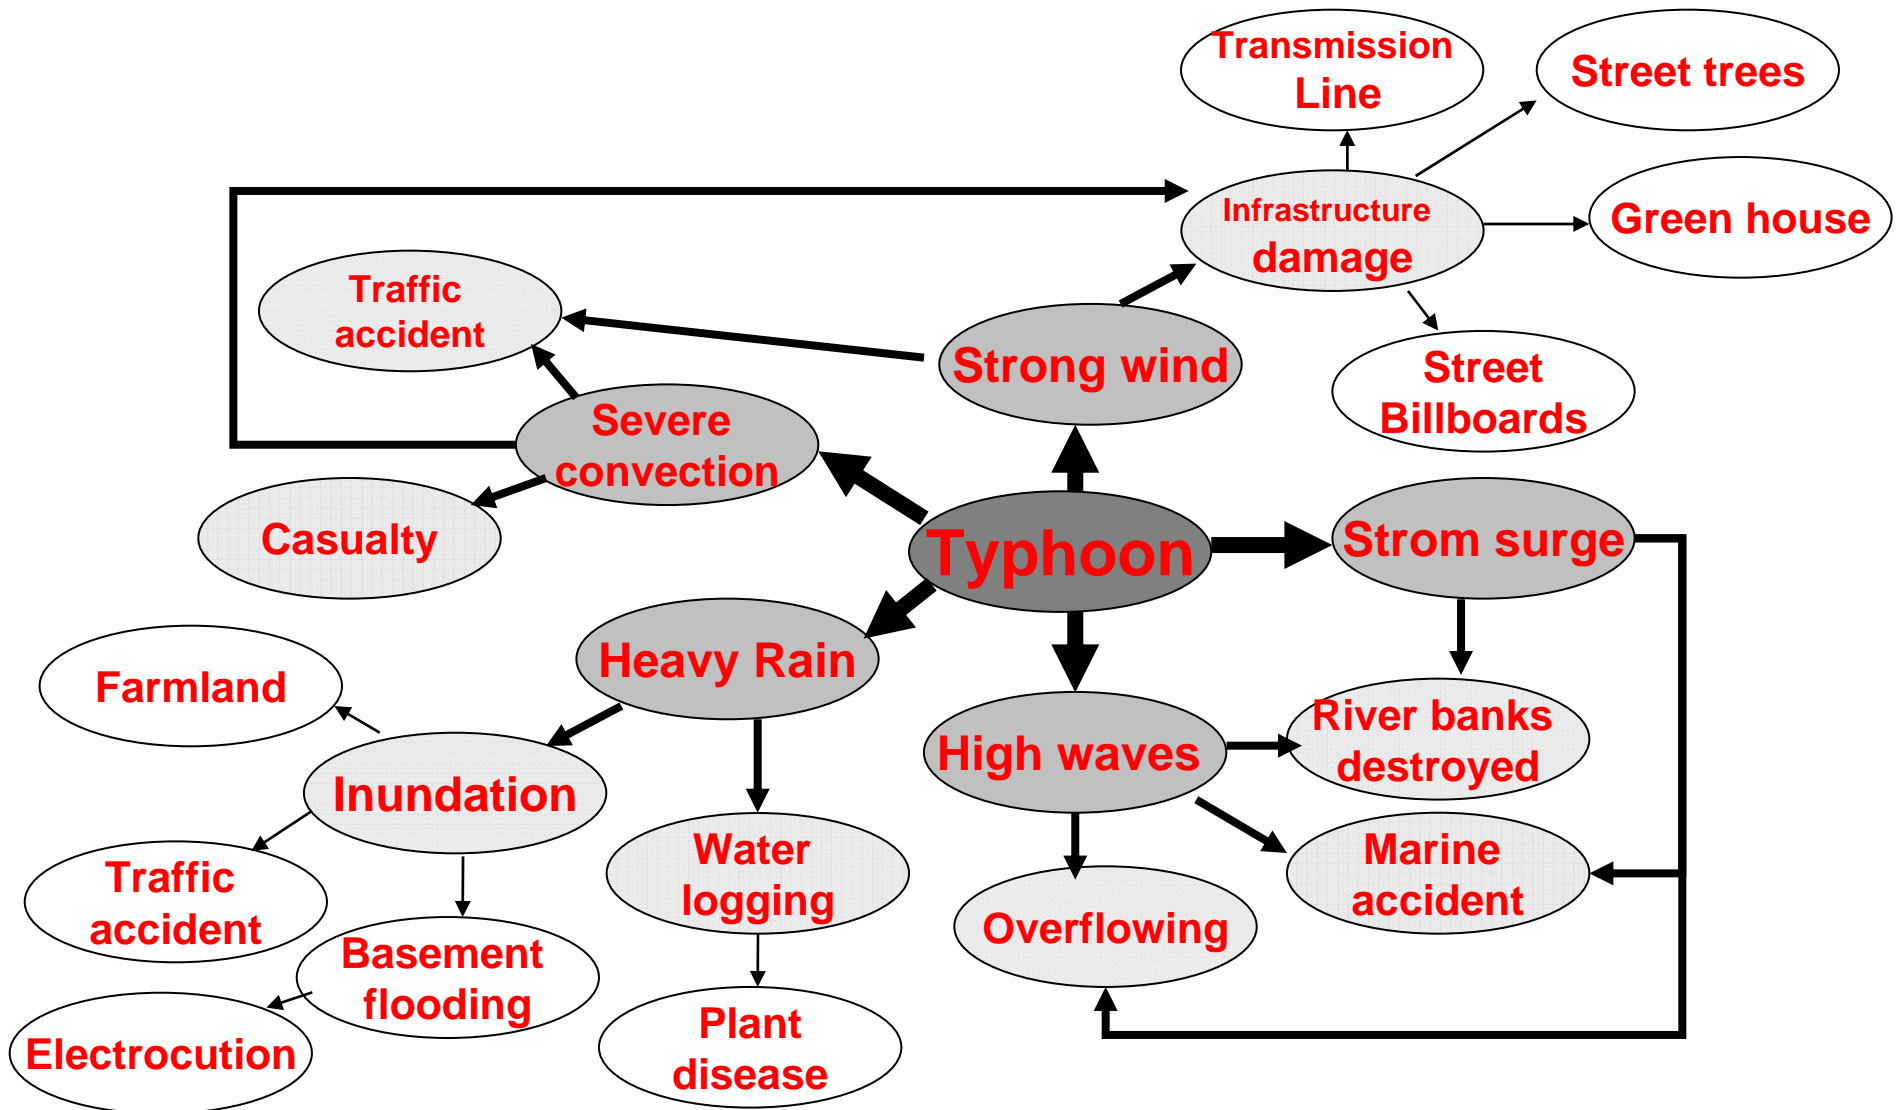 Transmission
Line
Street trees
Infrastructure
damage
Green house
Traffic
accident
Strong wind
Street
Billboards
Severe
convection
Casualty
Typhoon
Strom surge
Heavy Rain
Farmland
High waves
River banks
destroyed
Inundation
Water
logging
Marine
accident
Traffic
accident
Overflowing
Basement
flooding
Electrocution
Plant
disease